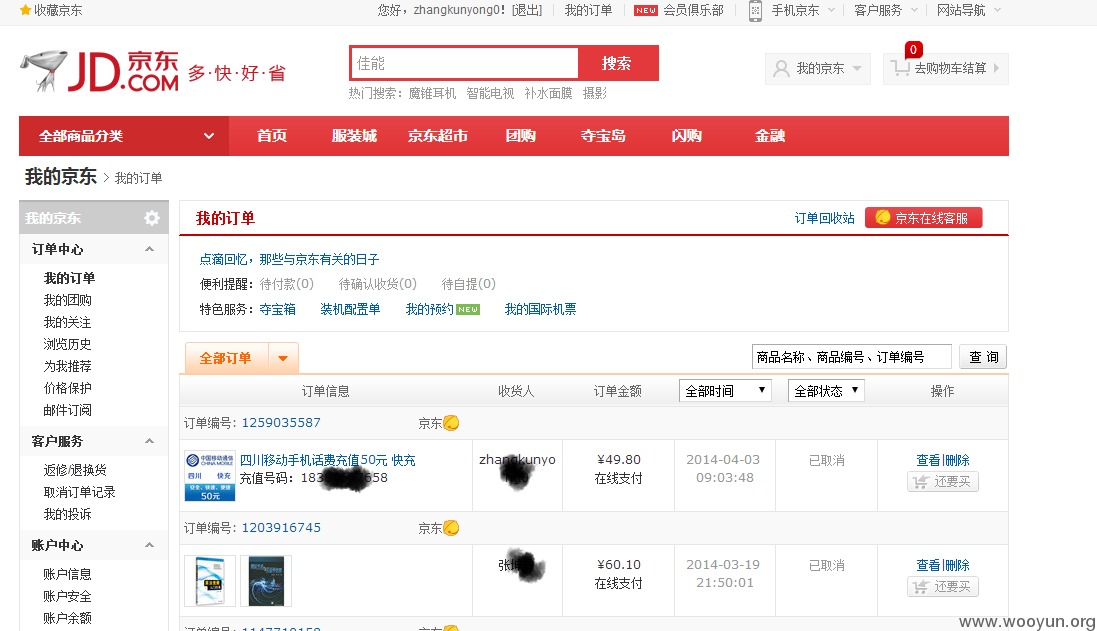 收藏京东 您好，zhangkunyong0！[退出] 我的订单 NEW 会员俱乐部 手机京东 客户服务 网站导航
JD.COM 京东 多·快·好·省
佳能 搜索
热门搜索： 魔锥耳机 智能电视 补水面膜 摄影
我的京东 0 去购物车结算
全部商品分类 首页 服装城 京东超市 团购 夺宝岛 闪购 金融
我的京东 > 我的订单
我的京东
订单中心
我的订单
我的团购
我的关注
浏览历史
为我推荐
价格保护
邮件订阅
客户服务
返修/退换货
取消订单记录
我的投诉
账户中心
账户信息
账户安全
账户余额
我的订单 订单回收站 京东在线客服
点滴回忆，那些与京东有关的日子
便利提醒： 待付款(0) 待确认收货(0) 待自提(0)
特色服务： 夺宝箱 装机配置单 我的预约 NEW 我的国际机票
全部订单 商品名称、商品编号、订单编号 查 询
订单信息 收货人 订单金额 全部时间 全部状态 操作
订单编号： 1259035587 京东
中国移动通信
CHINA MOBILE
四川 快充
安全、快速、便捷
50元
四川移动手机话费充值50元 快充
充值号码：18 658
zhangkunyo
¥49.80
在线支付
2014-04-03
09:03:48
已取消
查看|删除
还要买
订单编号： 1203916745 京东
张
¥60.10
在线支付
2014-03-19
21:50:01
已取消
查看|删除
还要买
订单编号： 1147710158 京东
www.wooyun.org